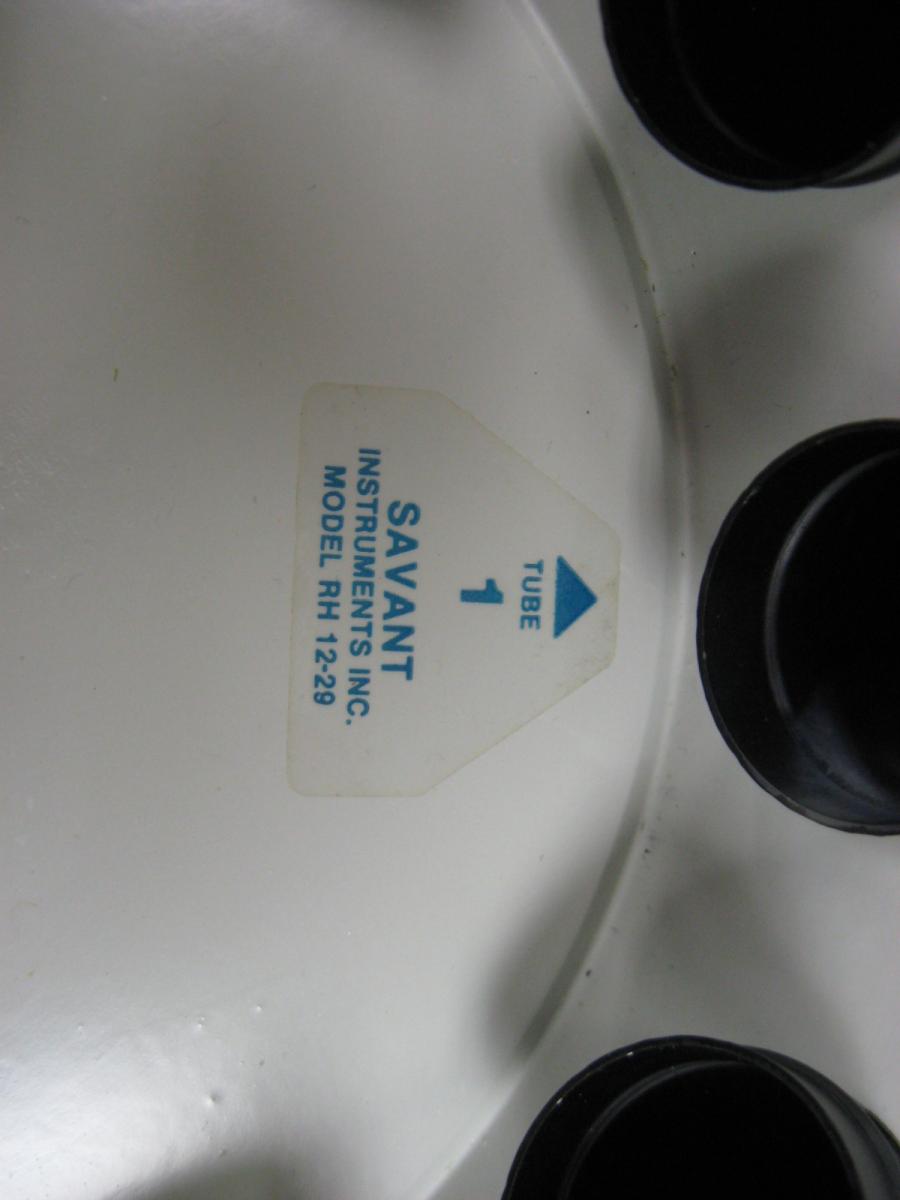 TUBE
1
SAVANT
INSTRUMENTS INC.
MODEL RH 12-29